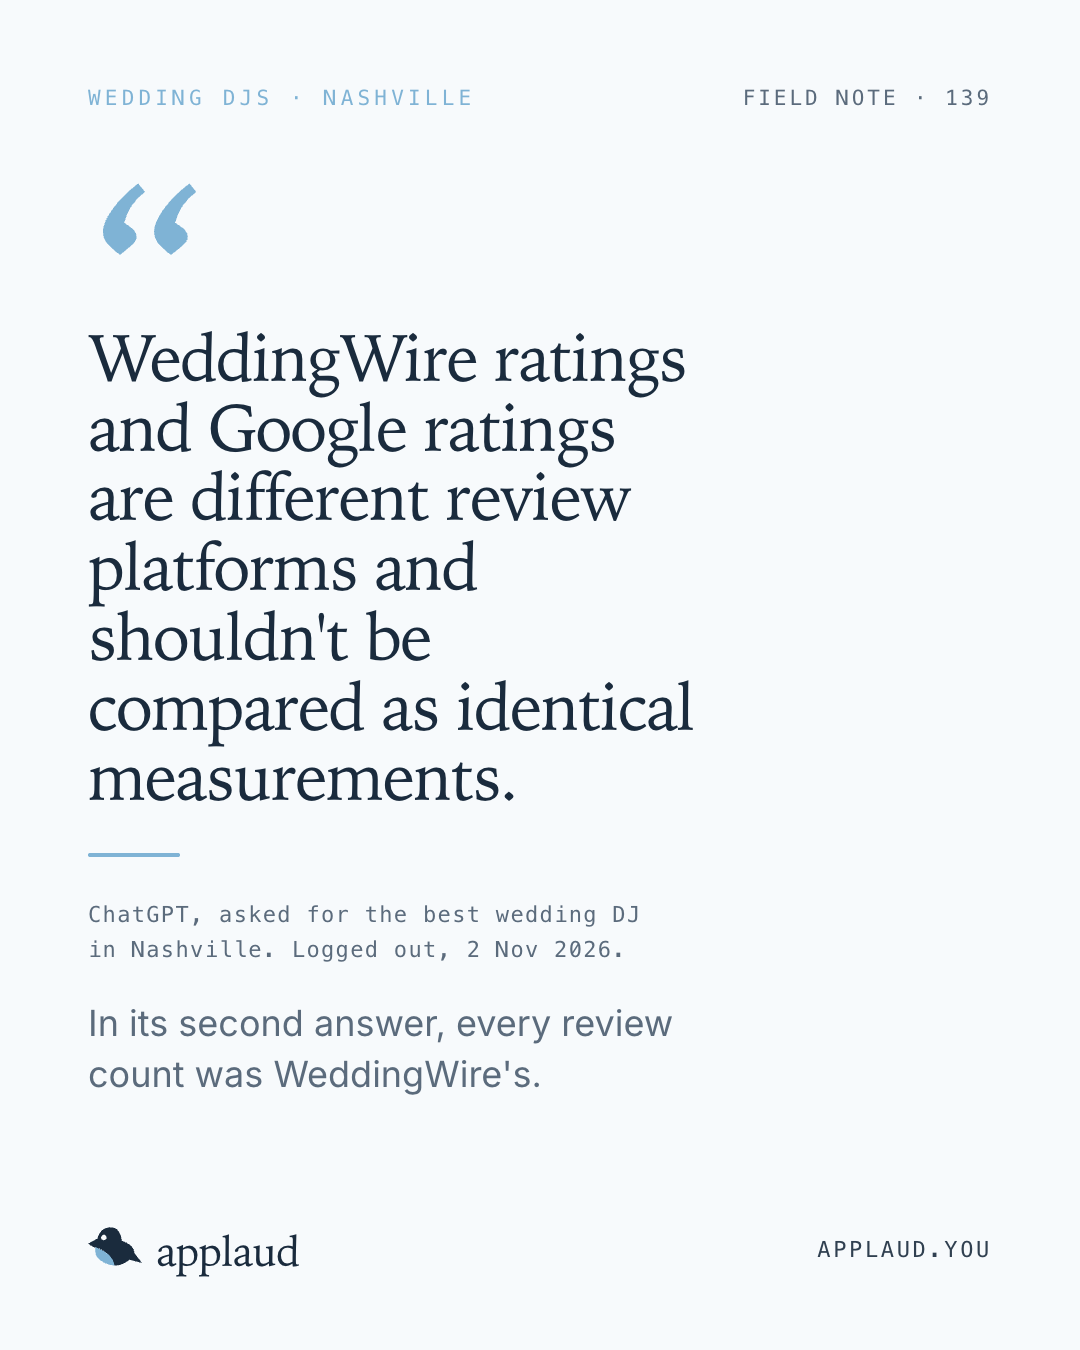 WEDDING DJS · NASHVILLE
FIELD NOTE · 139
“
WeddingWire ratings
and Google ratings
are different review
platforms and
shouldn't be
compared as identical
measurements.
ChatGPT, asked for the best wedding DJ
in Nashville. Logged out, 2 Nov 2026.
In its second answer, every review
count was WeddingWire's.
applaud
APPLAUD.YOU